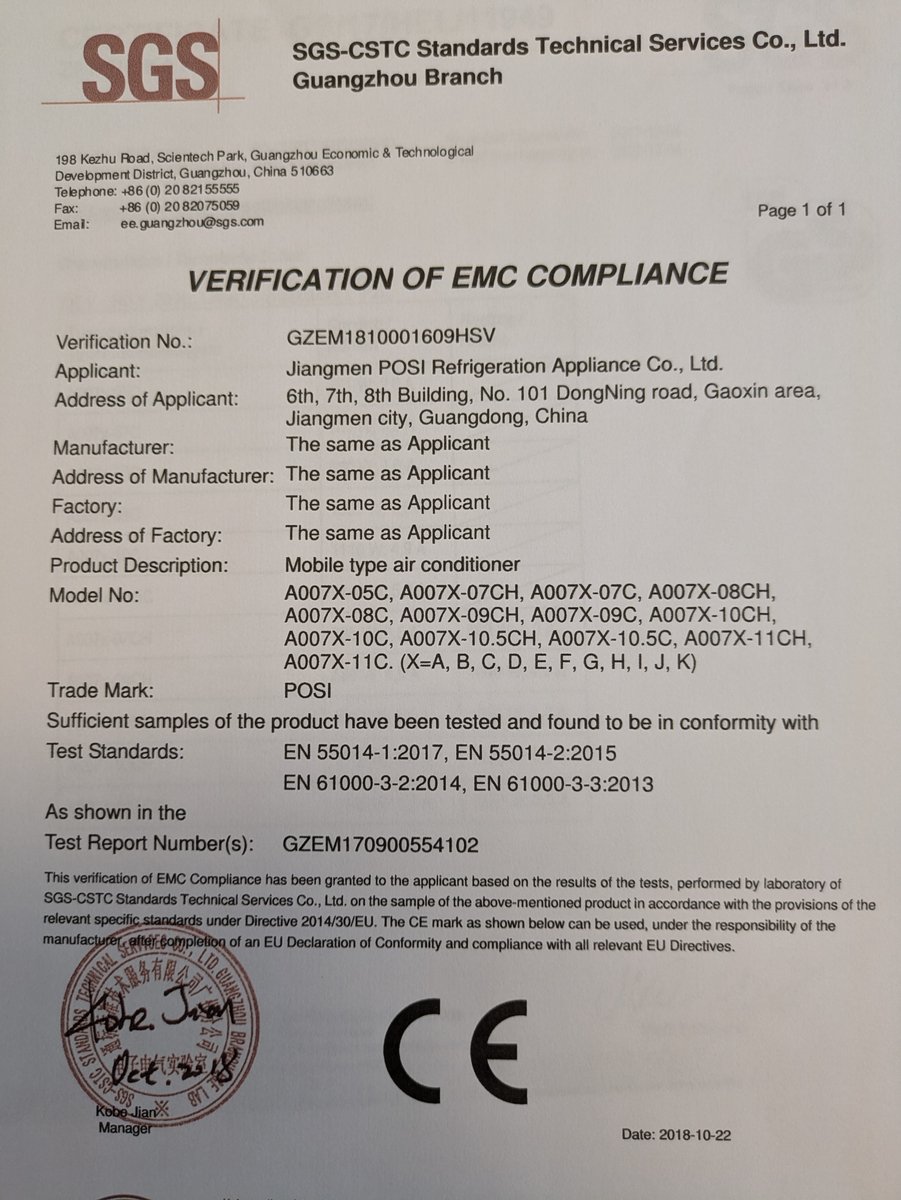 SGS
SGS-CSTC Standards Technical Services Co., Ltd.
Guangzhou Branch
198 Kezhu Road, Scientech Park, Guangzhou Economic & Technological
Development District, Guangzhou, China 510663
Telephone: +86 (0) 20 82155555
Fax: +86 (0) 20 82075059
Email: ee.guangzhou@sgs.com
Page 1 of 1
VERIFICATION OF EMC COMPLIANCE
Verification No.: GZEM1810001609HSV
Applicant: Jiangmen POSI Refrigeration Appliance Co., Ltd.
Address of Applicant: 6th, 7th, 8th Building, No. 101 DongNing road, Gaoxin area,
Jiangmen city, Guangdong, China
Manufacturer: The same as Applicant
Address of Manufacturer: The same as Applicant
Factory: The same as Applicant
Address of Factory: The same as Applicant
Product Description: Mobile type air conditioner
Model No: A007X-05C, A007X-07CH, A007X-07C, A007X-08CH,
A007X-08C, A007X-09CH, A007X-09C, A007X-10CH,
A007X-10C, A007X-10.5CH, A007X-10.5C, A007X-11CH,
A007X-11C. (X=A, B, C, D, E, F, G, H, I, J, K)
Trade Mark: POSI
Sufficient samples of the product have been tested and found to be in conformity with
Test Standards: EN 55014-1:2017, EN 55014-2:2015
EN 61000-3-2:2014, EN 61000-3-3:2013
As shown in the
Test Report Number(s): GZEM170900554102
This verification of EMC Compliance has been granted to the applicant based on the results of the tests, performed by laboratory of
SGS-CSTC Standards Technical Services Co., Ltd. on the sample of the above-mentioned product in accordance with the provisions of the
relevant specific standards under Directive 2014/30/EU. The CE mark as shown below can be used, under the responsibility of the
manufacturer, after completion of an EU Declaration of Conformity and compliance with all relevant EU Directives.
Kobe Jian
Oct. 2018
CE
Kobe Jian
Manager
Date: 2018-10-22